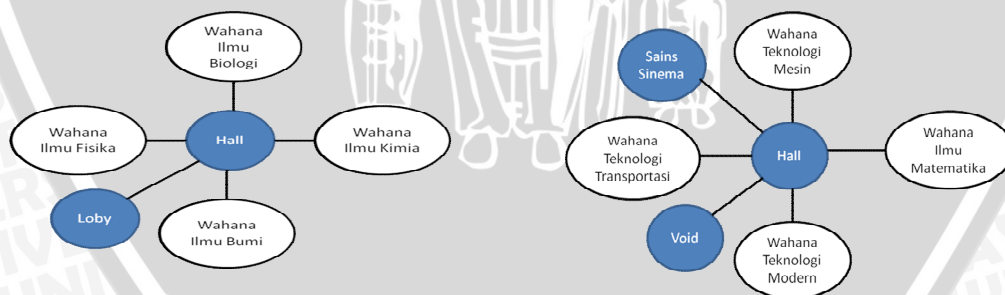 Wahana
Ilmu
Biologi
Wahana
Ilmu Fisika
Hall
Wahana
Ilmu Kimia
Loby
Wahana
Ilmu Bumi
Sains
Sinema
Wahana
Teknologi
Mesin
Wahana
Teknologi
Transportasi
Hall
Wahana
Ilmu
Matematika
Void
Wahana
Teknologi
Modern